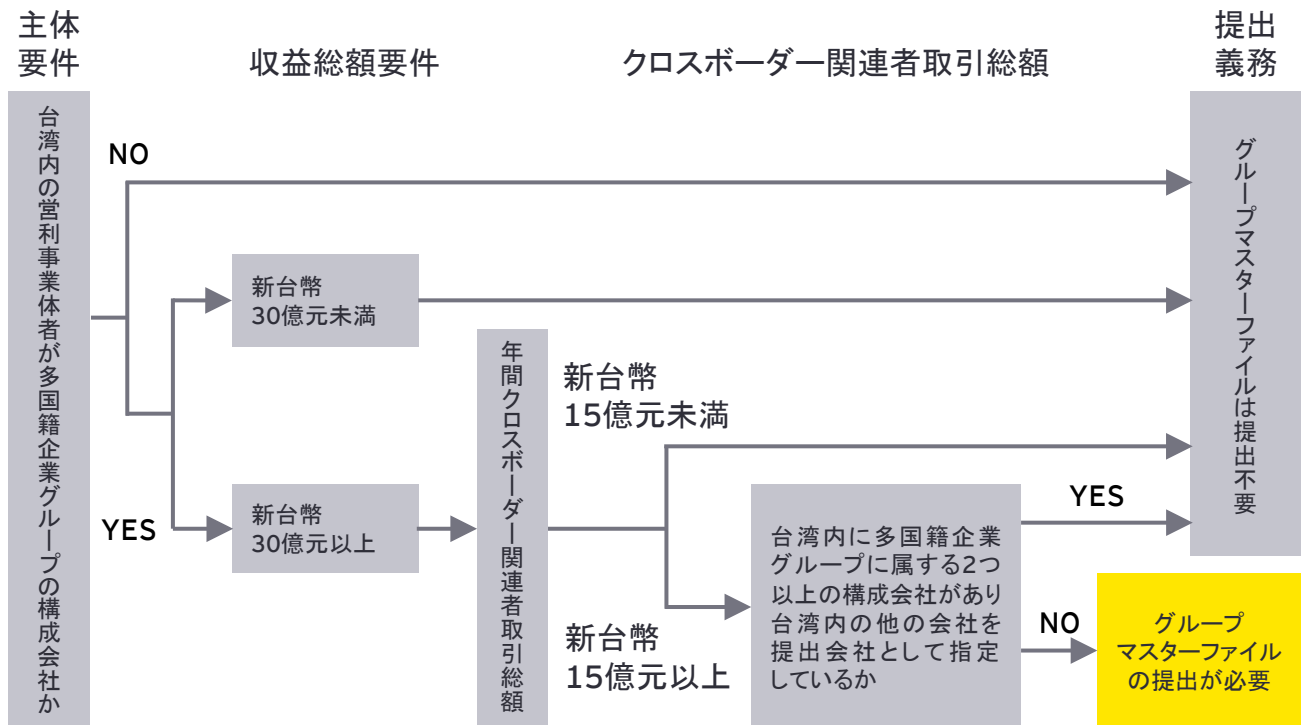 主体
要件
収益総額要件
クロスボーダー関連者取引総額
提出
義務
台湾内の営利事業体者が多国籍企業グループの構成会社か
NO
YES
新台幣
30億元未満
新台幣
30億元以上
年間クロスボーダー関連者取引総額
新台幣
15億元未満
新台幣
15億元以上
台湾内に多国籍企業
グループに属する2つ
以上の構成会社があり
台湾内の他の会社を
提出会社として指定
しているか
YES
NO
グループマスターファイルは提出不要
グループ
マスターファイル
の提出が必要